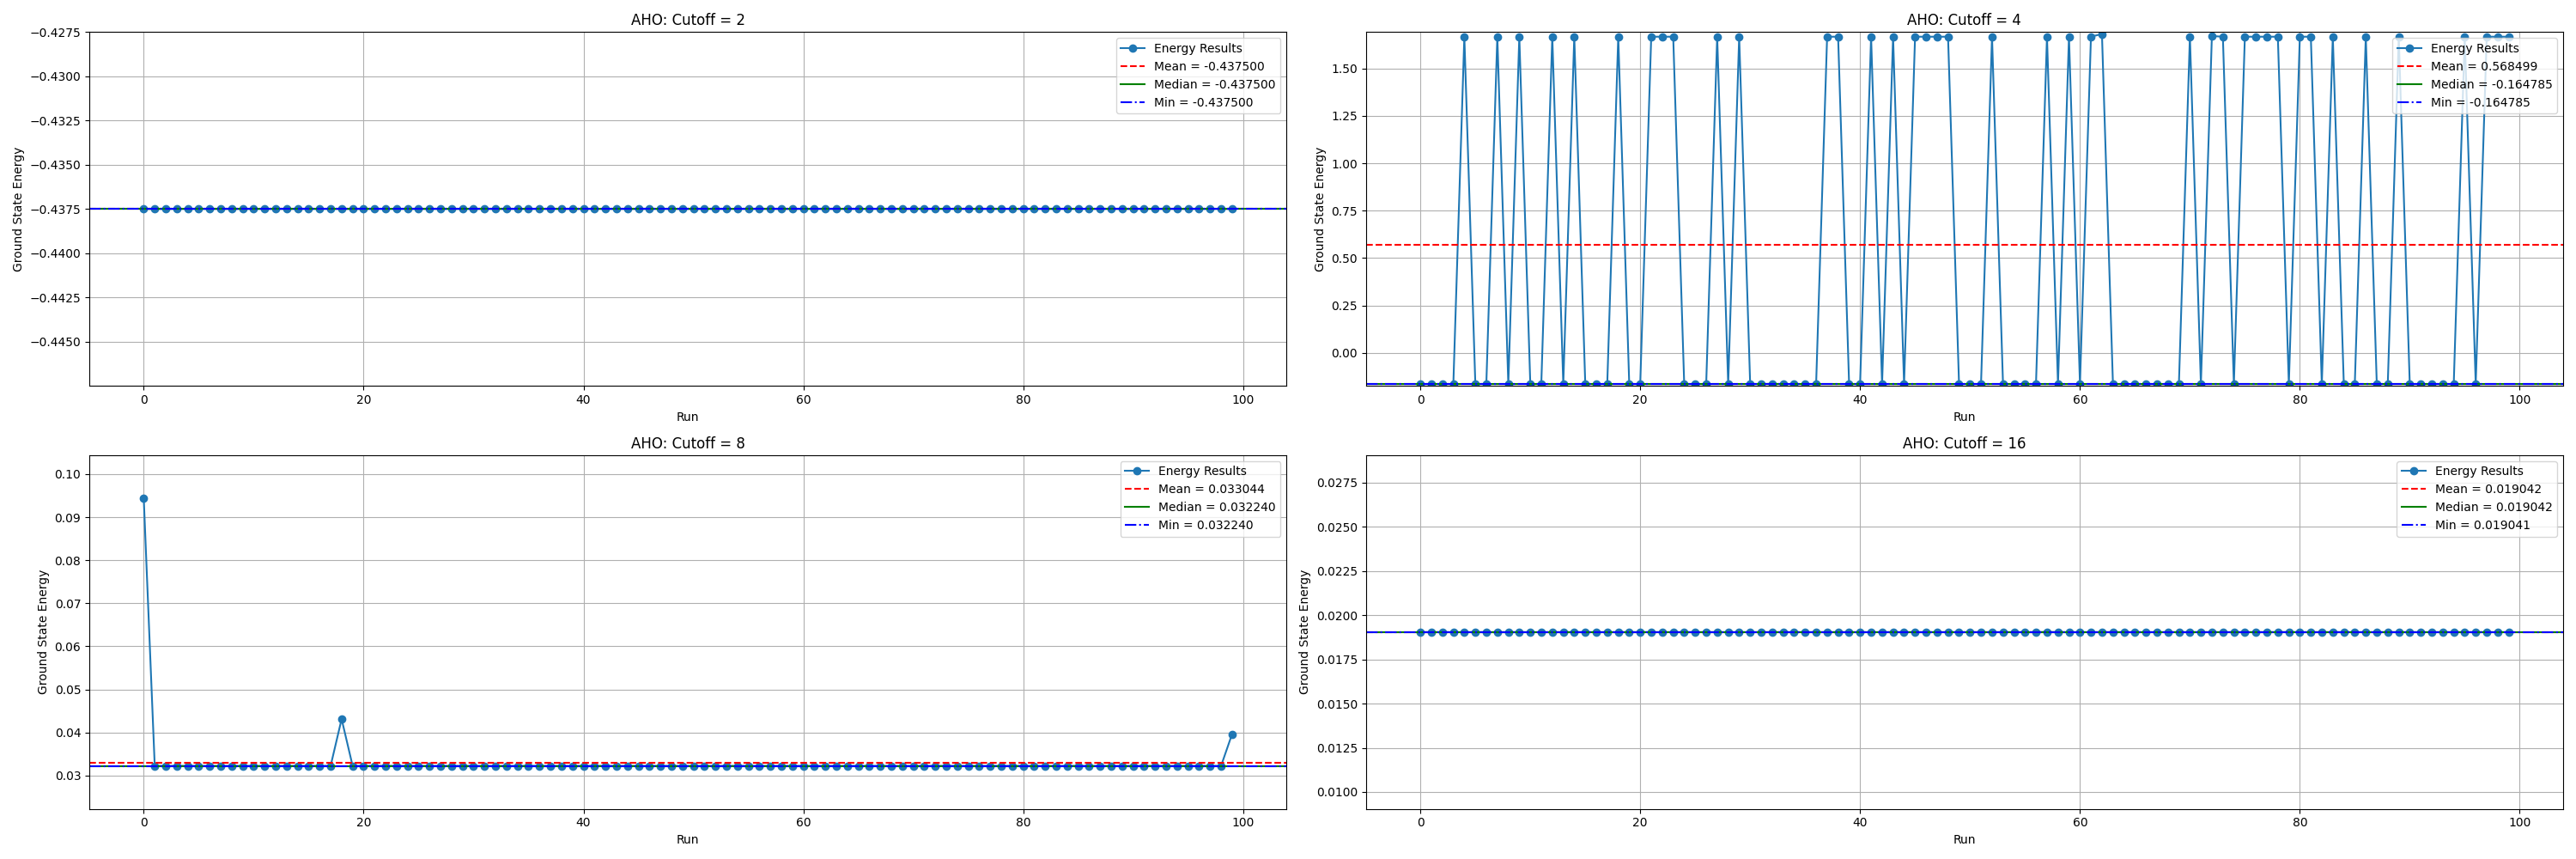 AHO: Cutoff = 2
−0.4275
−0.4300
−0.4325
−0.4350
−0.4375
−0.4400
−0.4425
−0.4450
Ground State Energy
Energy Results
Mean = -0.437500
Median = -0.437500
Min = -0.437500
0 20 40 60 80 100
Run
AHO: Cutoff = 4
1.50
1.25
1.00
0.75
0.50
0.25
0.00
Ground State Energy
Energy Results
Mean = 0.568499
Median = -0.164785
Min = -0.164785
0 20 40 60 80 100
Run
AHO: Cutoff = 8
0.10
0.09
0.08
0.07
0.06
0.05
0.04
0.03
Ground State Energy
Energy Results
Mean = 0.033044
Median = 0.032240
Min = 0.032240
0 20 40 60 80 100
Run
AHO: Cutoff = 16
0.0275
0.0250
0.0225
0.0200
0.0175
0.0150
0.0125
0.0100
Ground State Energy
Energy Results
Mean = 0.019042
Median = 0.019042
Min = 0.019041
0 20 40 60 80 100
Run